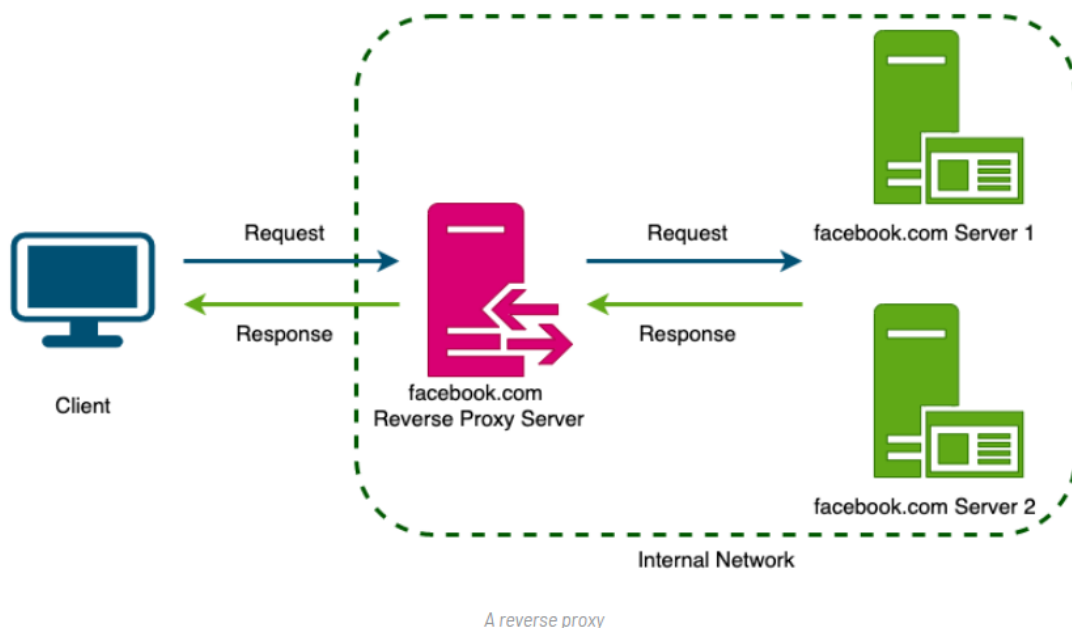 facebook.com Server 1
Request
Request
Response
Response
Client
facebook.com
Reverse Proxy Server
facebook.com Server 2
Internal Network
A reverse proxy